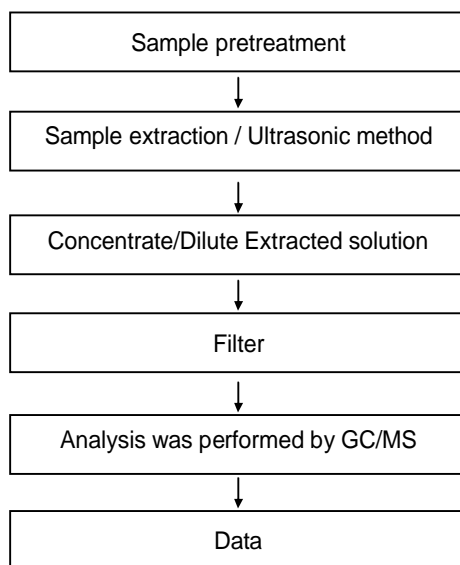 Sample pretreatment
Sample extraction / Ultrasonic method
Concentrate/Dilute Extracted solution
Filter
Analysis was performed by GC/MS
Data